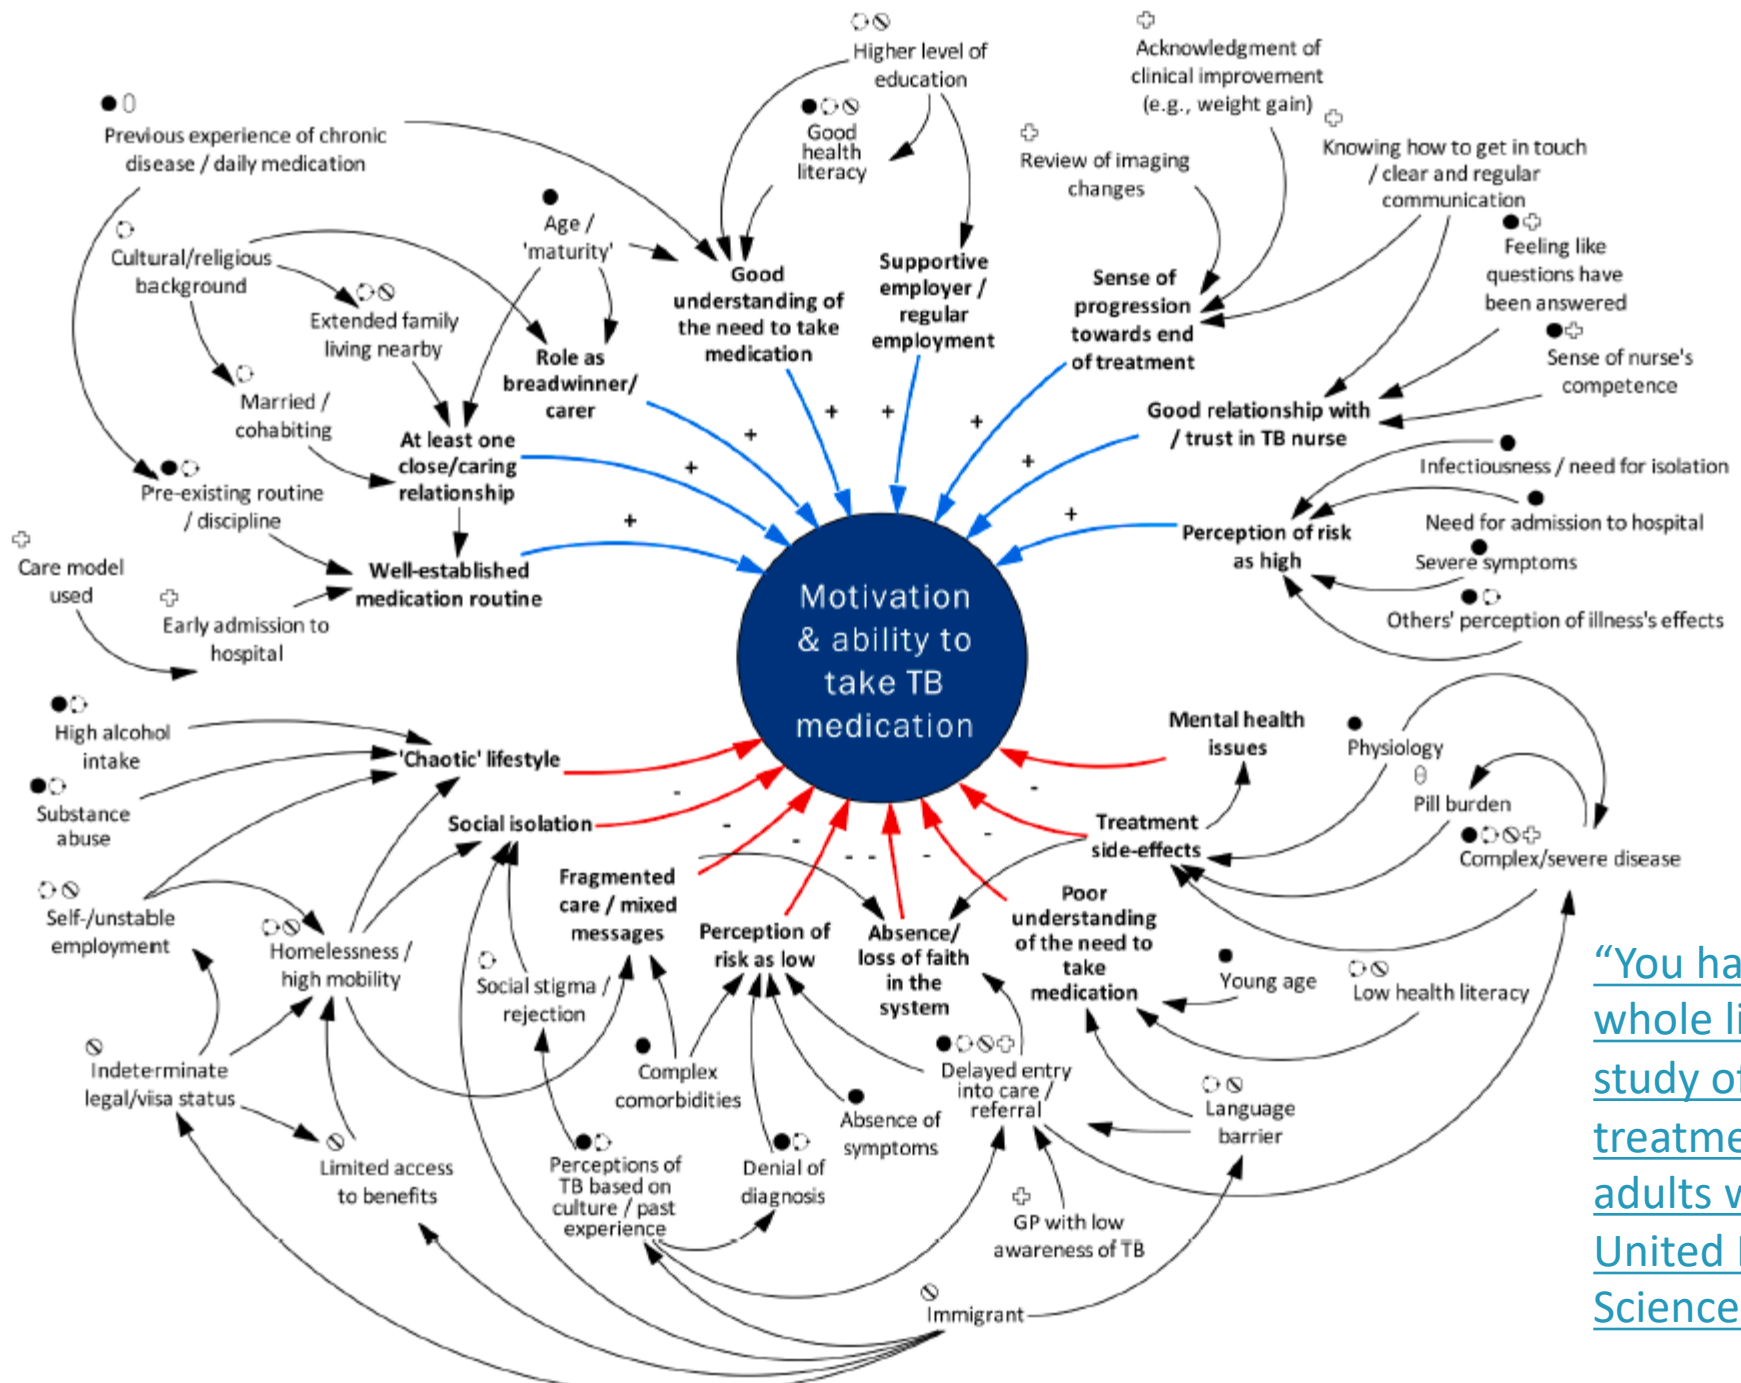 Higher level of
education
Acknowledgment of
clinical improvement
(e.g., weight gain)
Previous experience of chronic
disease / daily medication
Good
health
literacy
Review of imaging
changes
Knowing how to get in touch
/ clear and regular
communication
Age /
'maturity'
Cultural/religious
background
Feeling like
questions have
been answered
Good
understanding of
the need to take
medication
Supportive
employer /
regular
employment
Sense of
progression
towards end
of treatment
Extended family
living nearby
Role as
breadwinner/
carer
Sense of nurse's
competence
Married /
cohabiting
At least one
close/caring
relationship
Good relationship with
/ trust in TB nurse
Infectiousness / need for isolation
Pre-existing routine
/ discipline
Need for admission to hospital
Perception of risk
as high
Severe symptoms
Care model
used
Well-established
medication routine
Others' perception of illness's effects
Early admission to
hospital
+
+
+
+
+
+
+
+
Motivation
& ability to
take TB
medication
High alcohol
intake
'Chaotic' lifestyle
Mental health
issues
Physiology
Pill burden
Substance
abuse
Social isolation
Treatment
side-effects
Complex/severe disease
-
-
-
- -
-
-
-
Fragmented
care / mixed
messages
Perception of
risk as low
Absence/
loss of faith
in the
system
Poor
understanding
of the need to
take
medication
Self-/unstable
employment
Homelessness /
high mobility
Social stigma /
rejection
Young age
Low health literacy
Indeterminate
legal/visa status
Complex
comorbidities
Delayed entry
into care /
referral
Absence of
symptoms
Language
barrier
Limited access
to benefits
Perceptions of
TB based on
culture / past
experience
Denial of
diagnosis
GP with low
awareness of TB
Immigrant
“You ha
whole li
study of
treatme
adults w
United
Science